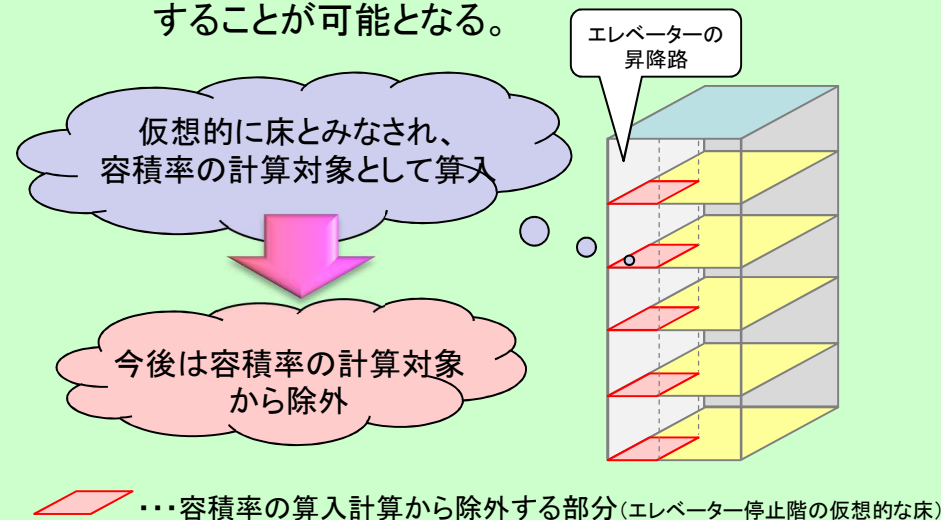 することが可能となる。
エレベーターの
昇降路
仮想的に床とみなされ、
容積率の計算対象として算入
今後は容積率の計算対象
から除外
・・・容積率の算入計算から除外する部分(エレベーター停止階の仮想的な床)